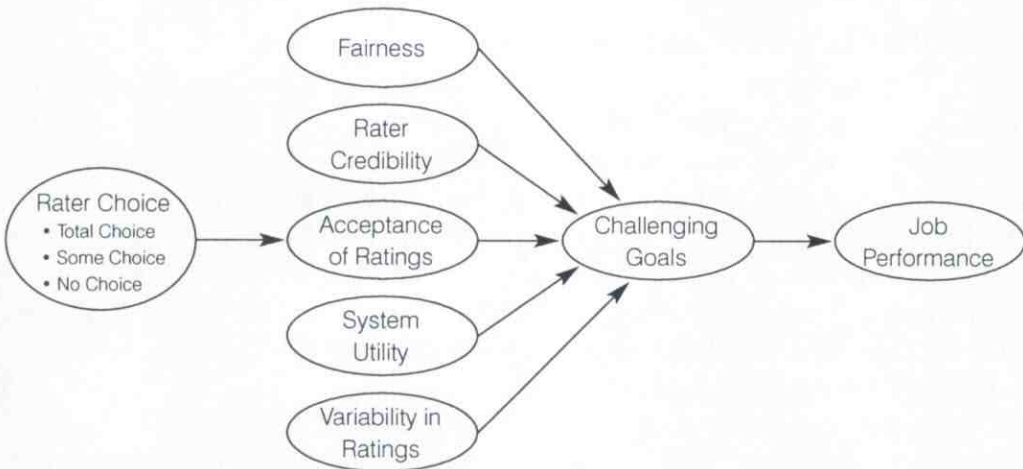 Fairness
Rater
Credibility
Rater Choice
• Total Choice
• Some Choice
• No Choice
Acceptance
of Ratings
Challenging
Goals
Job
Performance
System
Utility
Variability in
Ratings